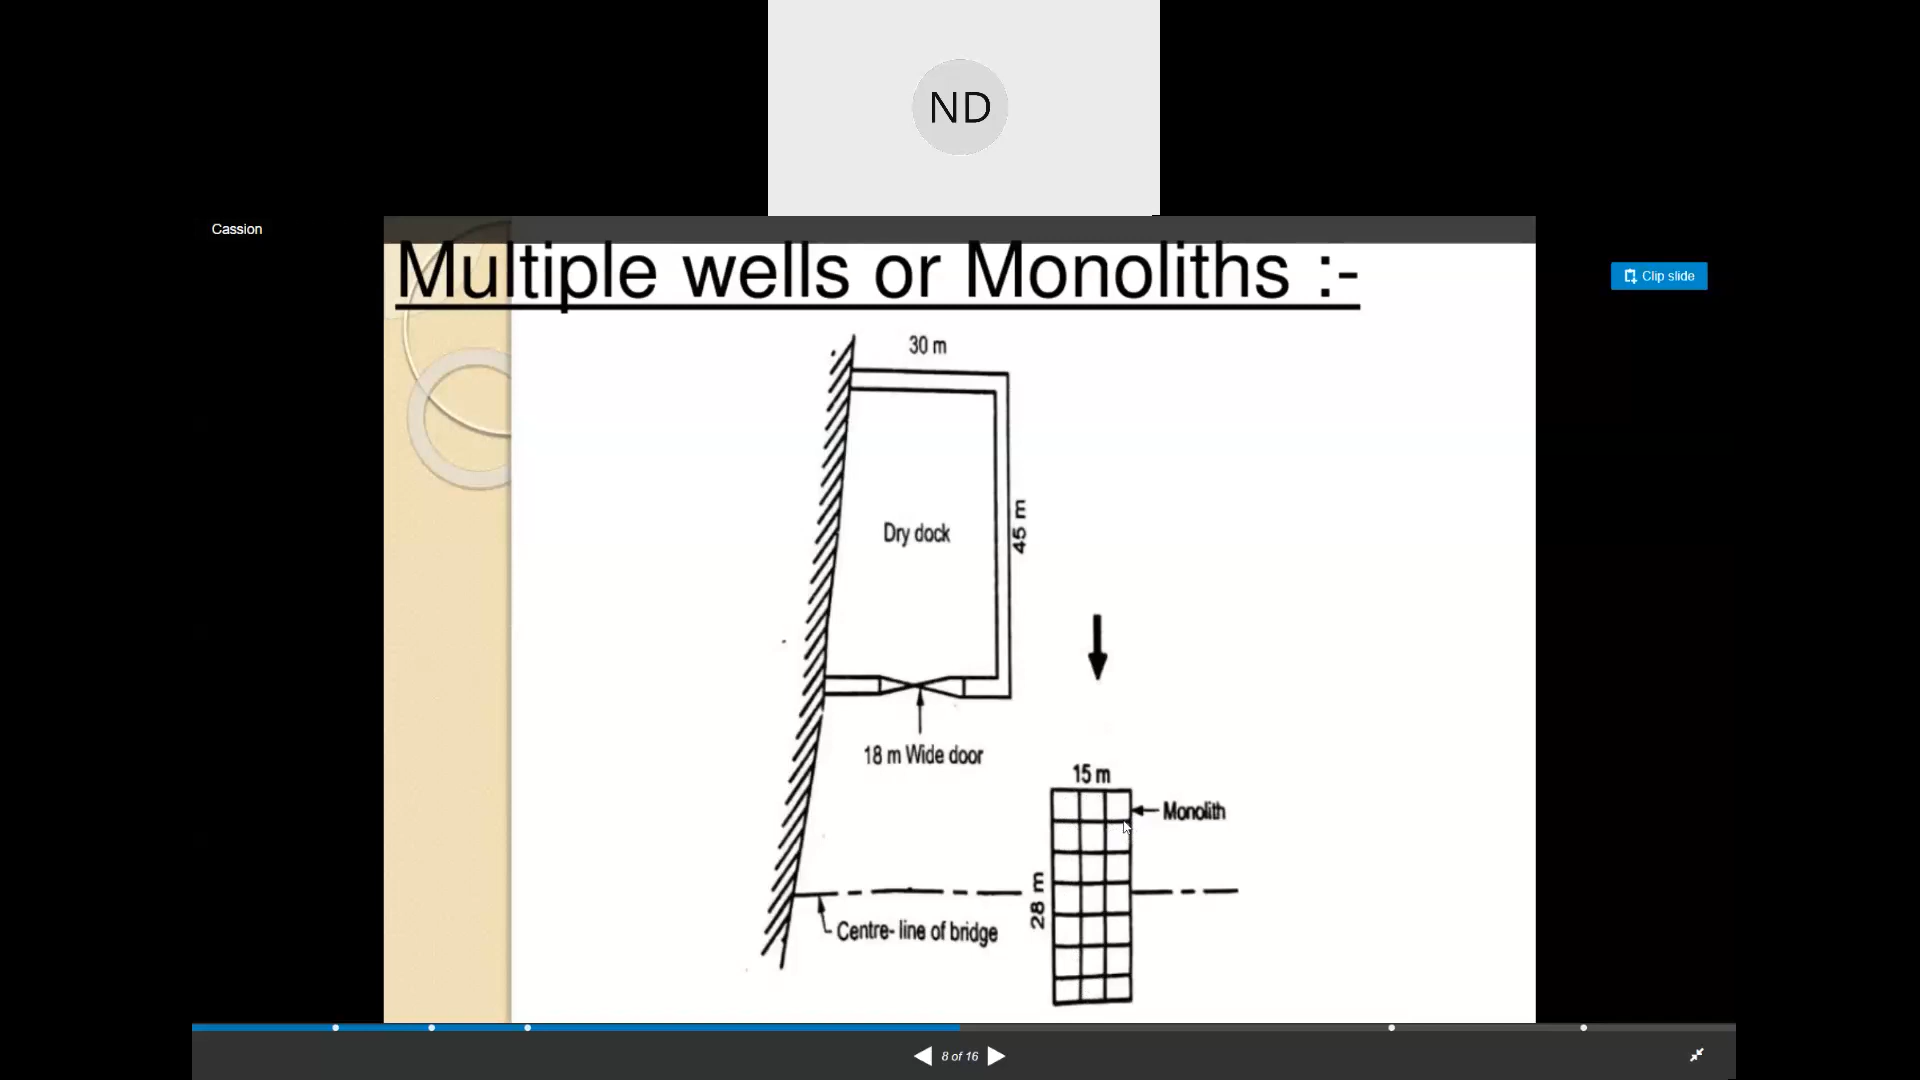 ND
Cassion
Clip slide
Multiple wells or Monoliths :-
30 m
45 m
Dry dock
18 m Wide door
15 m
Monolith
28 m
Centre- line of bridge
8 of 16